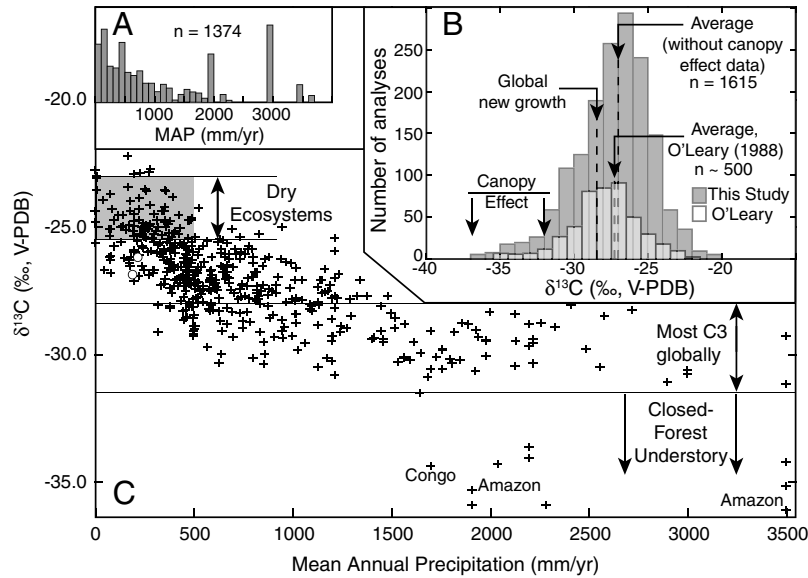 A
n = 1374
1000
2000
3000
MAP (mm/yr)
B
Number of analyses
250
200
150
100
50
0
-40
-35
-30
-25
-20
δ13C (‰, V-PDB)
Average
(without canopy
effect data)
n = 1615
Global
new growth
Average,
O'Leary (1988)
n ~ 500
Canopy
Effect
This Study
O'Leary
C
δ13C (‰, V-PDB)
-20.0
-25.0
-30.0
-35.0
Dry
Ecosystems
Most C3
globally
Closed-
Forest
Understory
Congo
Amazon
Amazon
0
500
1000
1500
2000
2500
3000
3500
Mean Annual Precipitation (mm/yr)